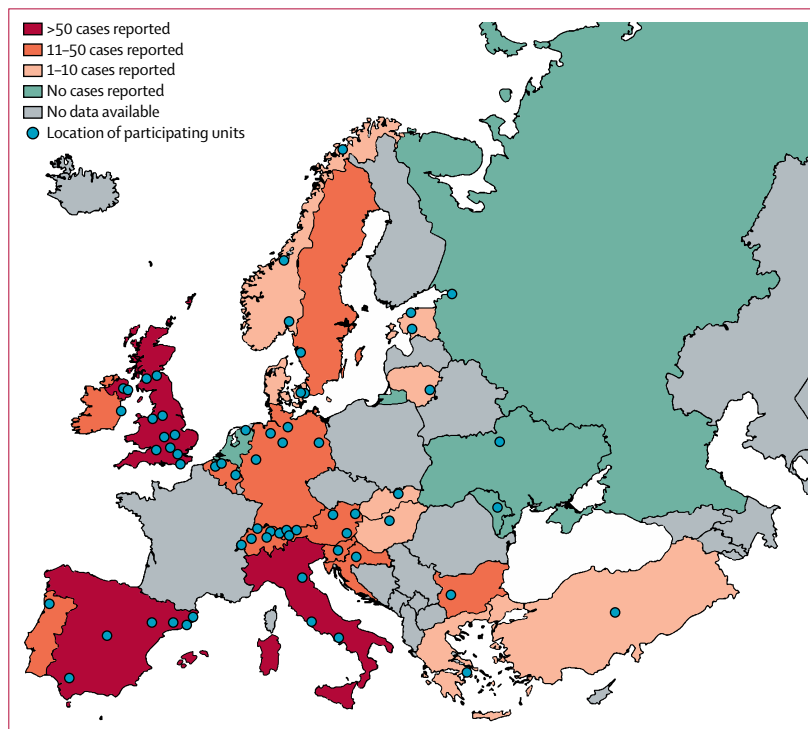 >50 cases reported
11–50 cases reported
1–10 cases reported
No cases reported
No data available
Location of participating units